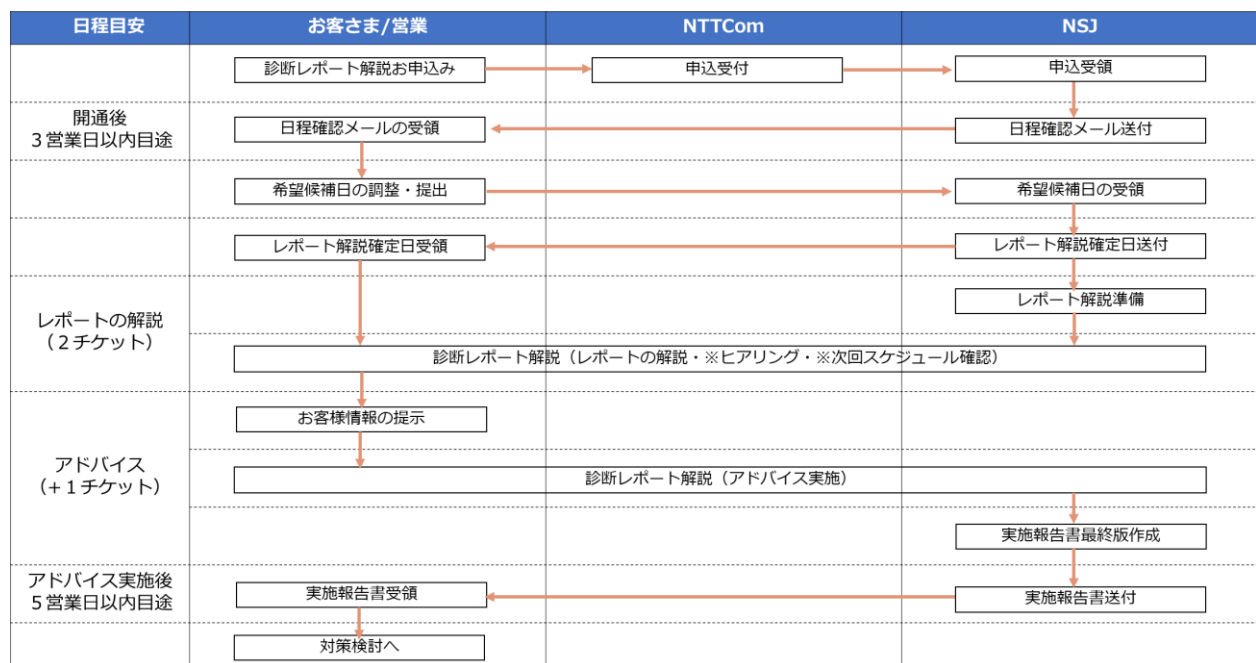 日程目安
お客さま/営業
NTTCom
NSJ
診断レポート解説お申込み
申込受付
申込受領
開通後
3営業日以内目途
日程確認メールの受領
日程確認メール送付
希望候補日の調整・提出
希望候補日の受領
レポート解説確定日受領
レポート解説確定日送付
レポートの解説
(2チケット)
レポート解説準備
診断レポート解説(レポートの解説・※ヒアリング・※次回スケジュール確認)
アドバイス
(+1チケット)
お客様情報の提示
診断レポート解説(アドバイス実施)
実施報告書最終版作成
アドバイス実施後
5営業日以内目途
実施報告書受領
実施報告書送付
対策検討へ